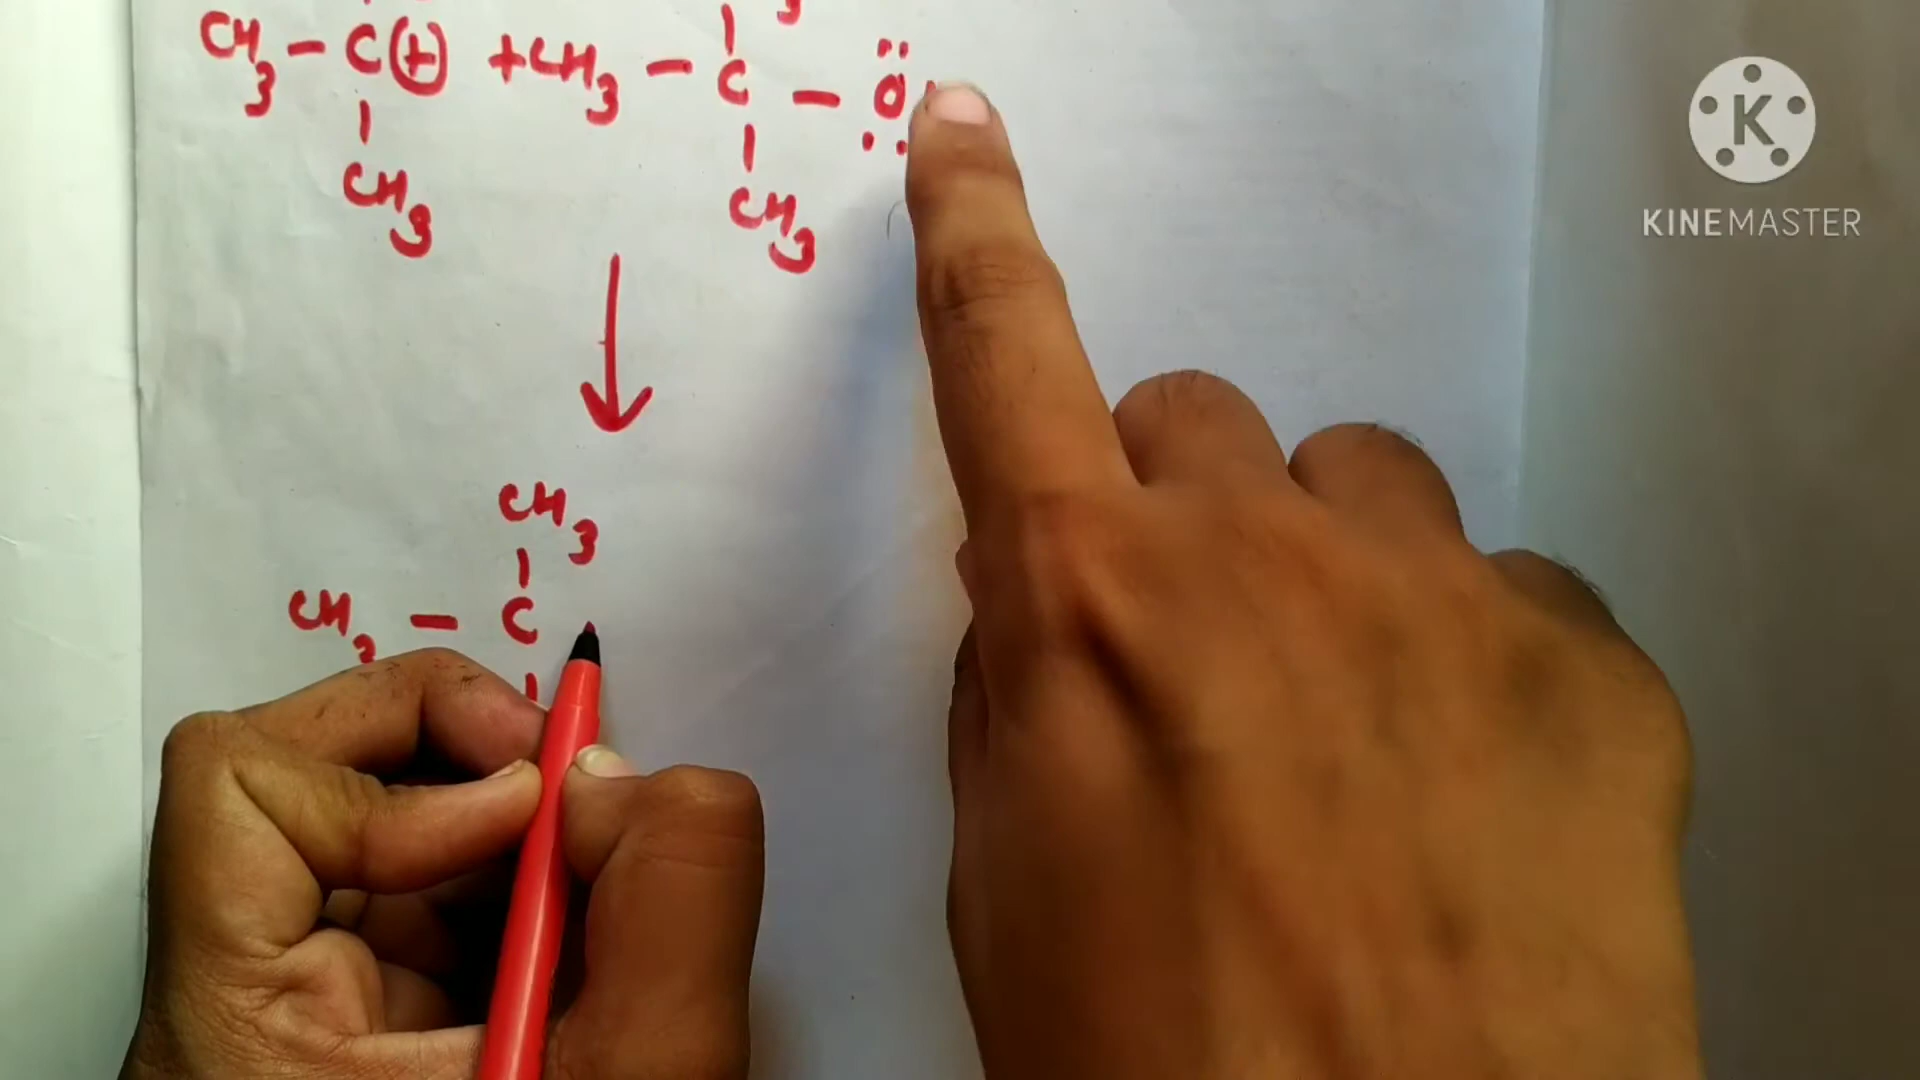 CH3 - C(+) + CH3 - C - O
CH3 CH3
CH3
CH3 - C
K
KINEMASTER